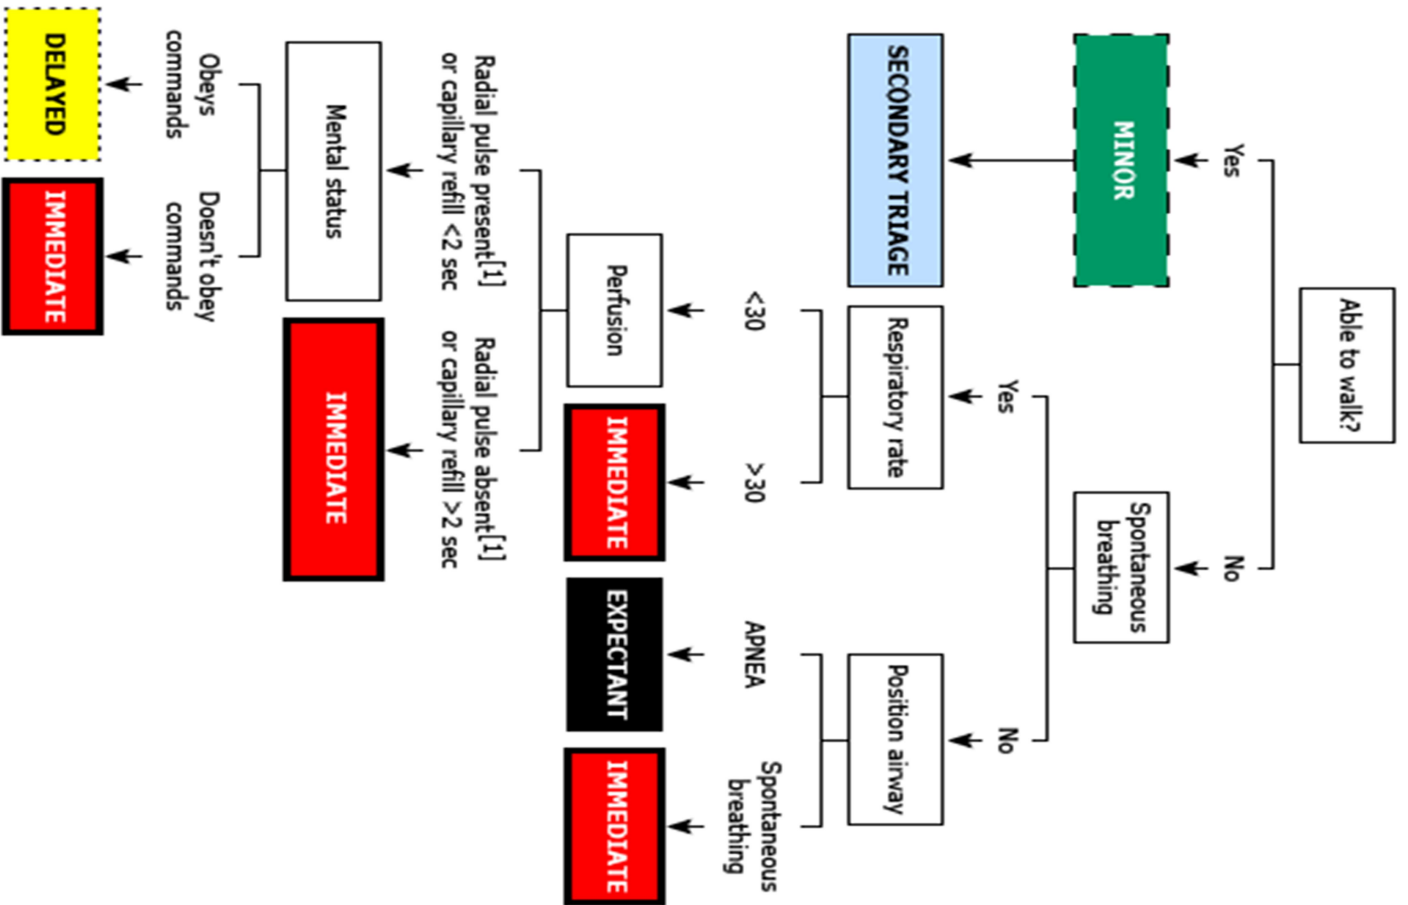 Able to walk?
Yes
No
MINOR
Spontaneous
breathing
Yes
No
SECONDARY TRIAGE
Respiratory rate
Position airway
<30
>30
APNEA
Spontaneous
breathing
Perfusion
IMMEDIATE
EXPECTANT
IMMEDIATE
Radial pulse present[1]
or capillary refill <2 sec
Radial pulse absent[1]
or capillary refill >2 sec
Mental status
IMMEDIATE
Obeys
commands
Doesn't obey
commands
DELAYED
IMMEDIATE